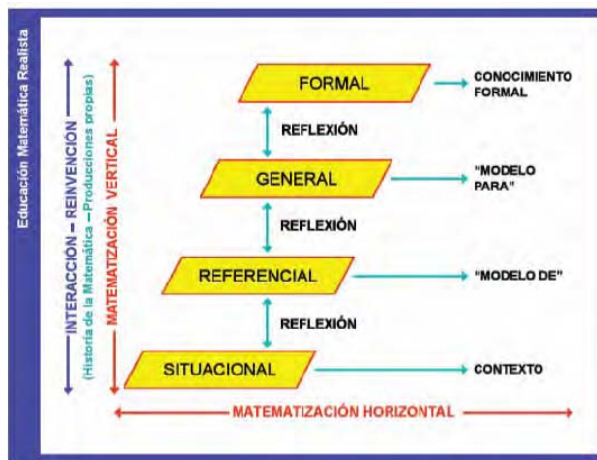 Educación Matemática Realista
INTERACCIÓN – REINVENCIÓN
(Historia de la Matemática – Producciones propias)
MATEMATIZACIÓN VERTICAL
FORMAL
CONOCIMIENTO
FORMAL
REFLEXIÓN
GENERAL
"MODELO
PARA"
REFLEXIÓN
REFERENCIAL
"MODELO DE"
REFLEXIÓN
SITUACIONAL
CONTEXTO
MATEMATIZACIÓN HORIZONTAL